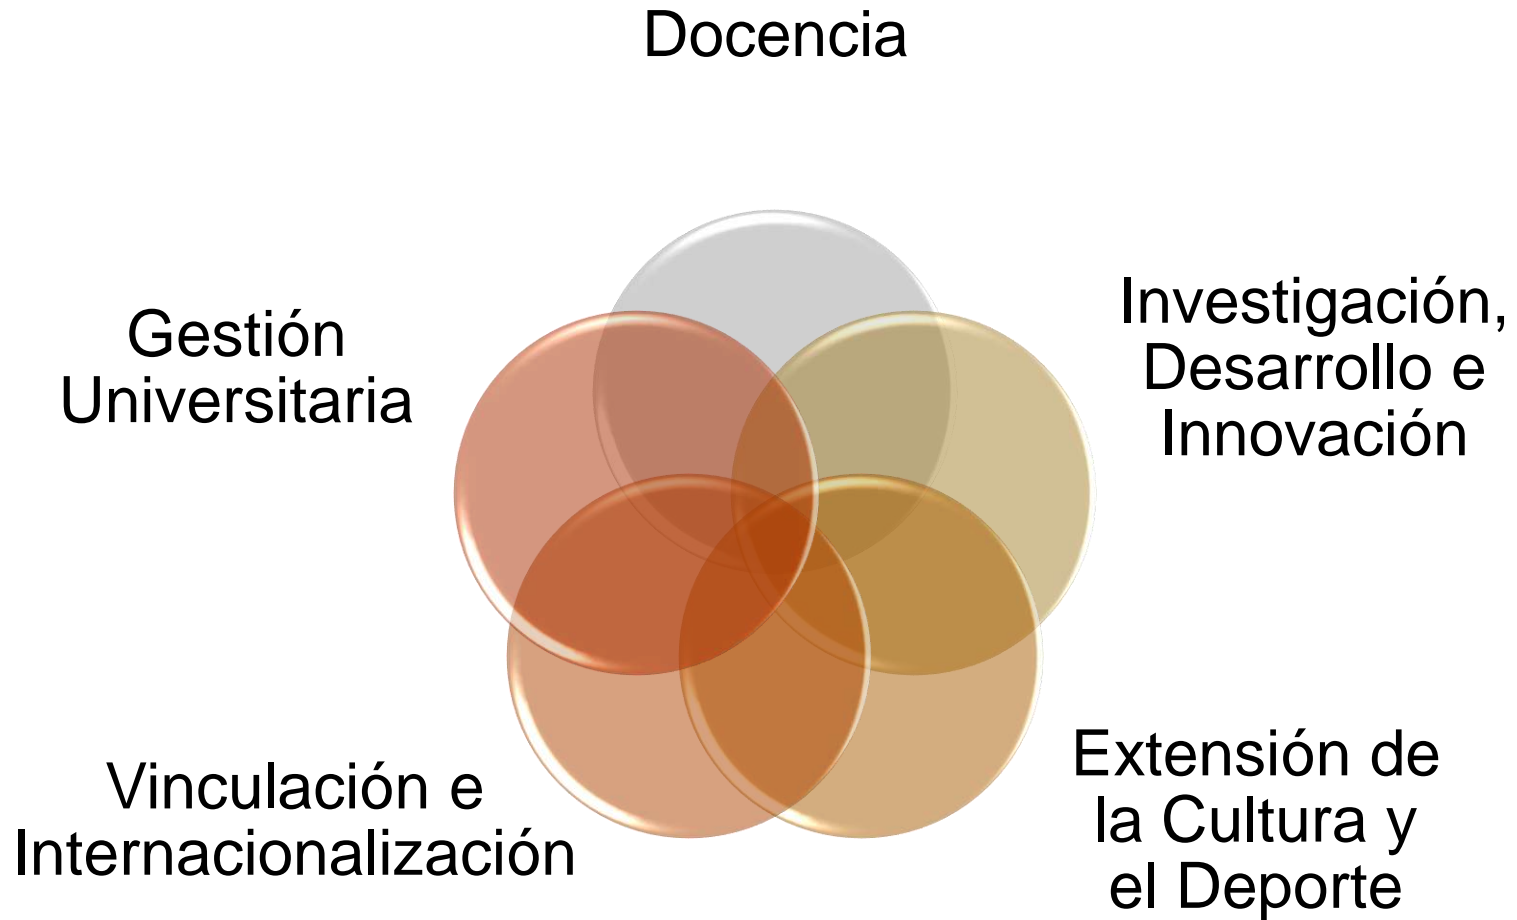 Docencia
Investigación,
Desarrollo e
Innovación
Extensión de
la Cultura y
el Deporte
Vinculación e
Internacionalización
Gestión
Universitaria